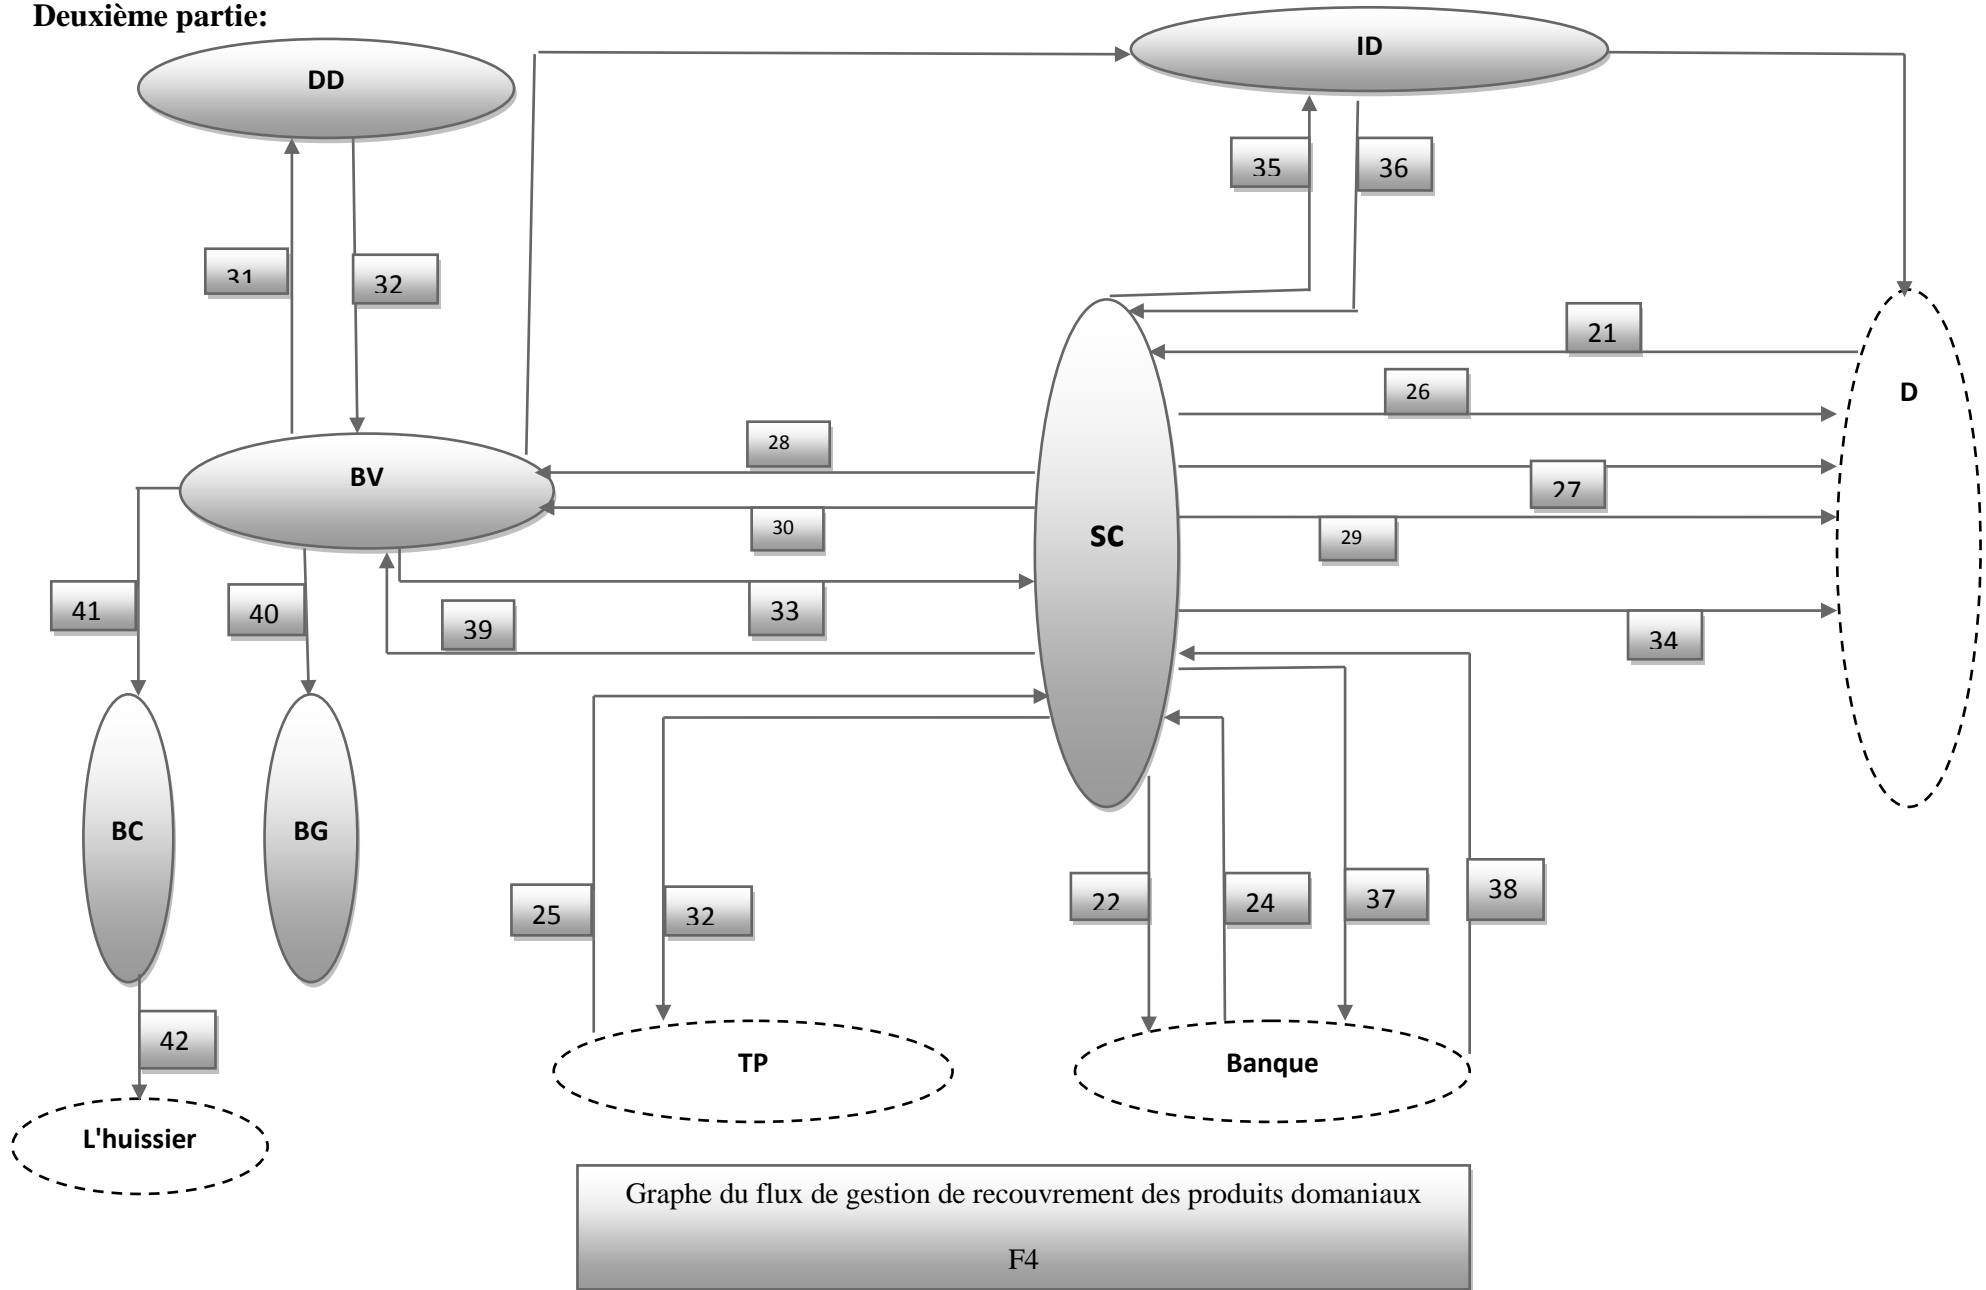 Deuxième partie:
ID
DD
35
36
31
32
21
26
D
28
BV
27
30
SC
29
41
40
33
39
34
BC
BG
25
32
22
24
37
38
42
TP
Banque
L'huissier
Graphe du flux de gestion de recouvrement des produits domaniaux
F4